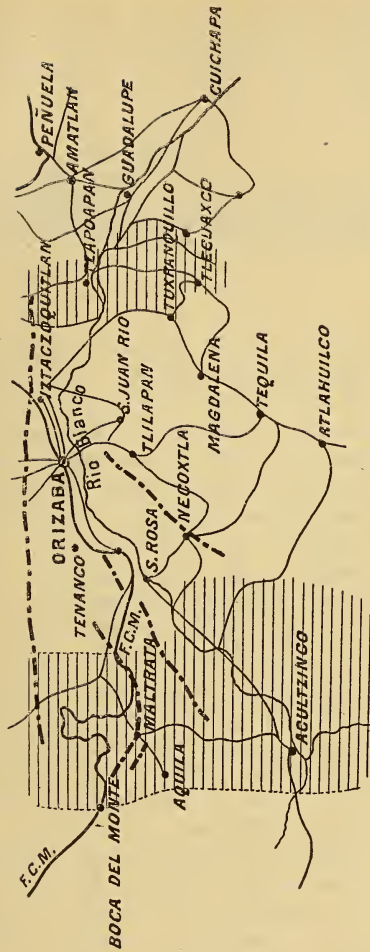 PEÑUELA
AMATLAN
GUADALUPE
CUICHAPA
ZAPOAPAN
IXTACZOQUITLAN
TUXPANQUILLO
TLECUAXCO
S. JUAN RIO
Rio Blanco
ORIZABA
TLILAPAN
MAGDALENA
TEQUILA
ATLAHUILCO
TENANCO
S. ROSA
NECOXTLA
F.C.M.
MALTRATA
AQUILA
ACULTZINGO
BOCA DEL MONTE
F.C.M.